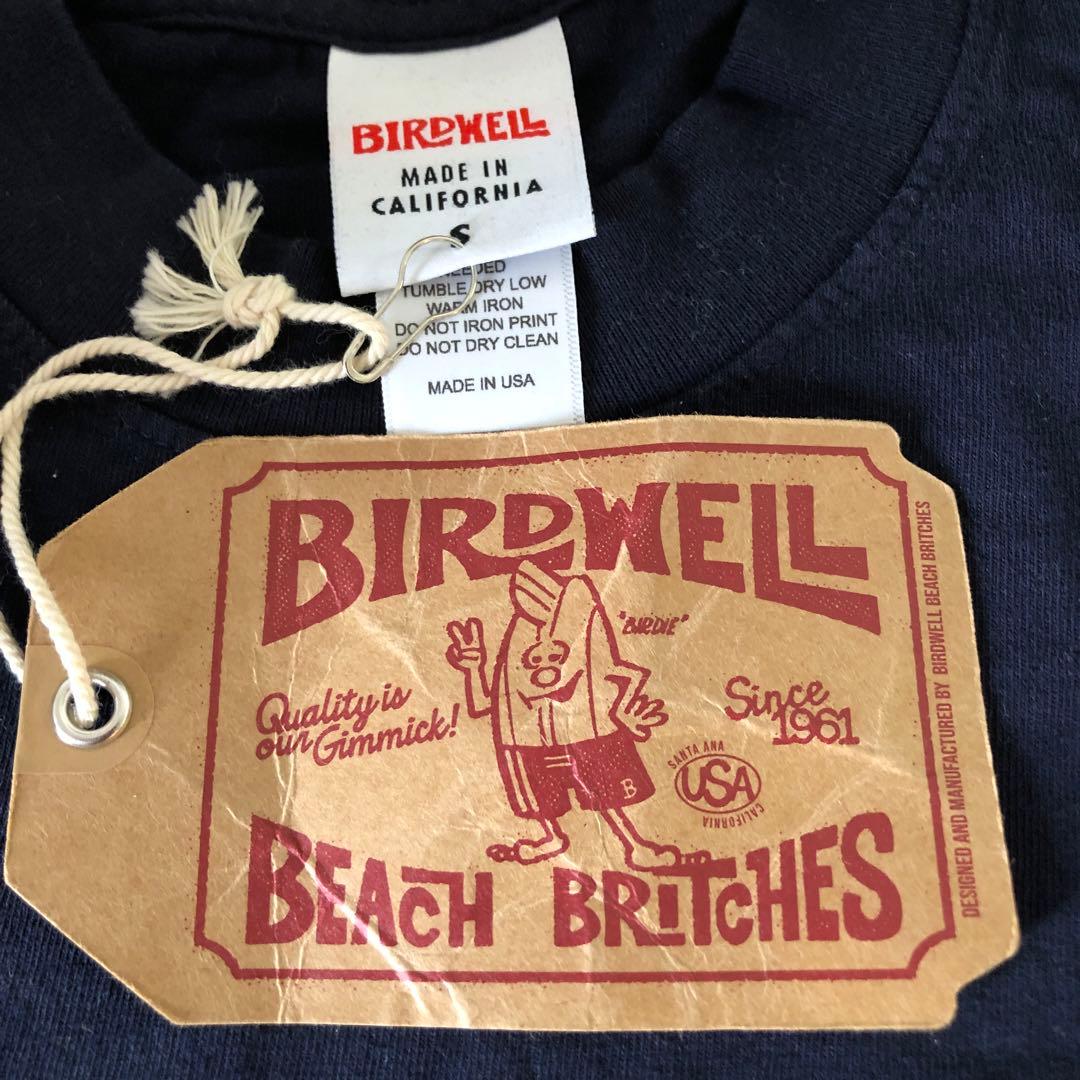 BIRDWELL
MADE IN
CALIFORNIA
S
TUMBLE DRY LOW
WARM IRON
DO NOT IRON PRINT
DO NOT DRY CLEAN
MADE IN USA
BIRDWELL
"BIRDIE"
Quality is
our Gimmick!
Since
1961
SANTA ANA
USA
CALIFORNIA
B
BEACH BRITCHES
DESIGNED AND MANUFACTURED BY BIRDWELL BEACH BRITCHES